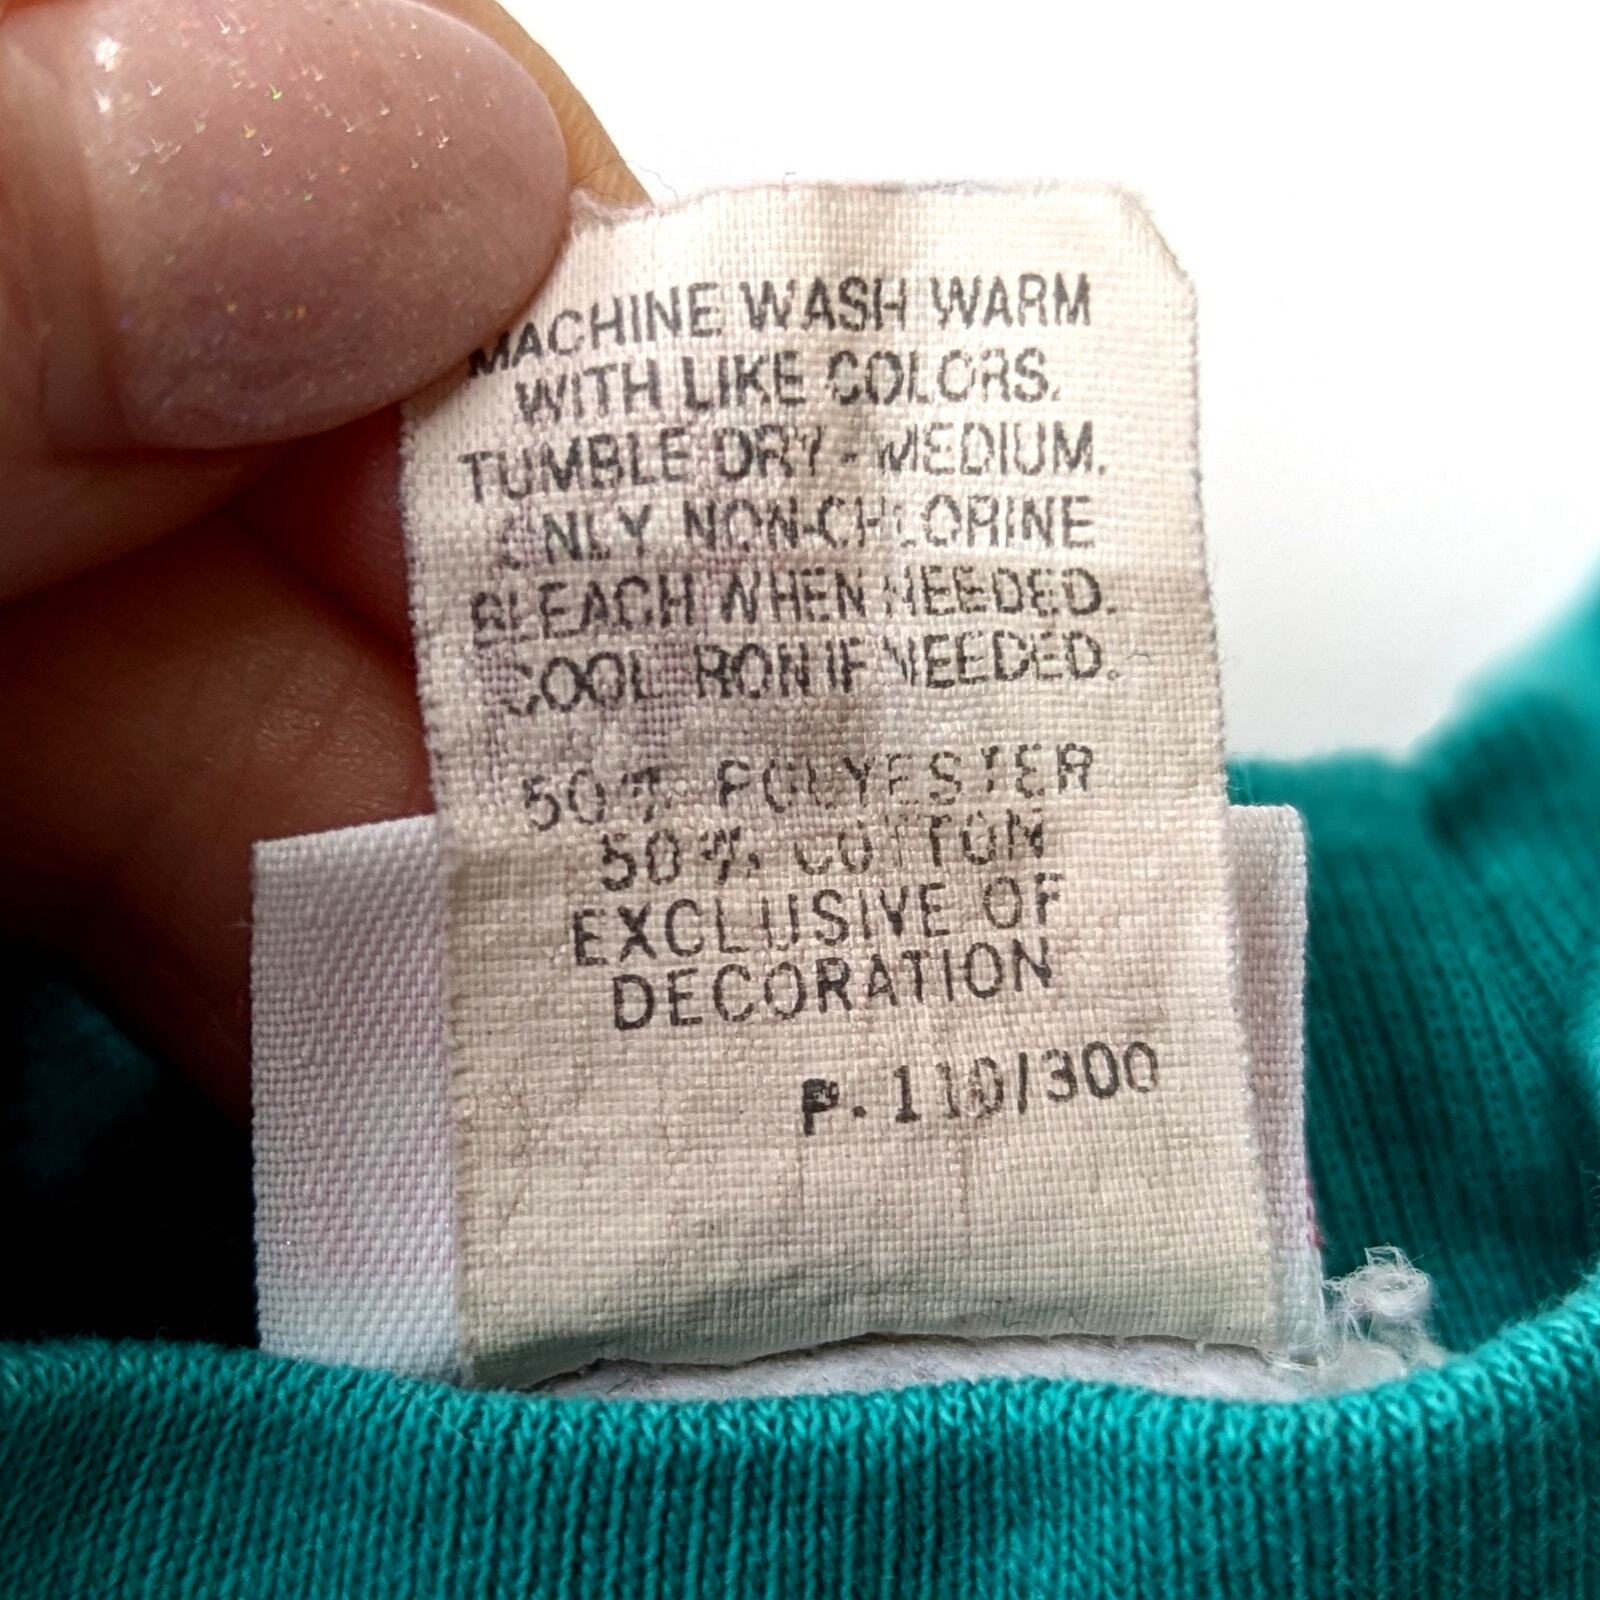 MACHINE WASH WARM
WITH LIKE COLORS.
TUMBLE DRY - MEDIUM.
ONLY NON-CHLORINE
BLEACH WHEN NEEDED.
COOL IRON IF NEEDED.
50% POLYESTER
50% COTTON
EXCLUSIVE OF
DECORATION
P.110/300